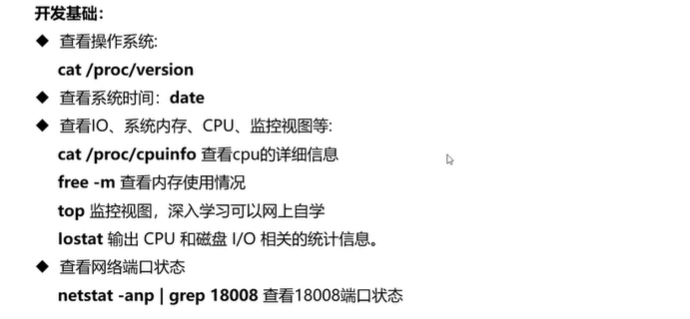 开发基础：
◆ 查看操作系统:
cat /proc/version
◆ 查看系统时间：date
◆ 查看IO、系统内存、CPU、监控视图等:
cat /proc/cpuinfo 查看cpu的详细信息
free -m 查看内存使用情况
top 监控视图，深入学习可以网上自学
Iostat 输出 CPU 和磁盘 I/O 相关的统计信息。
◆ 查看网络端口状态
netstat -anp | grep 18008 查看18008端口状态